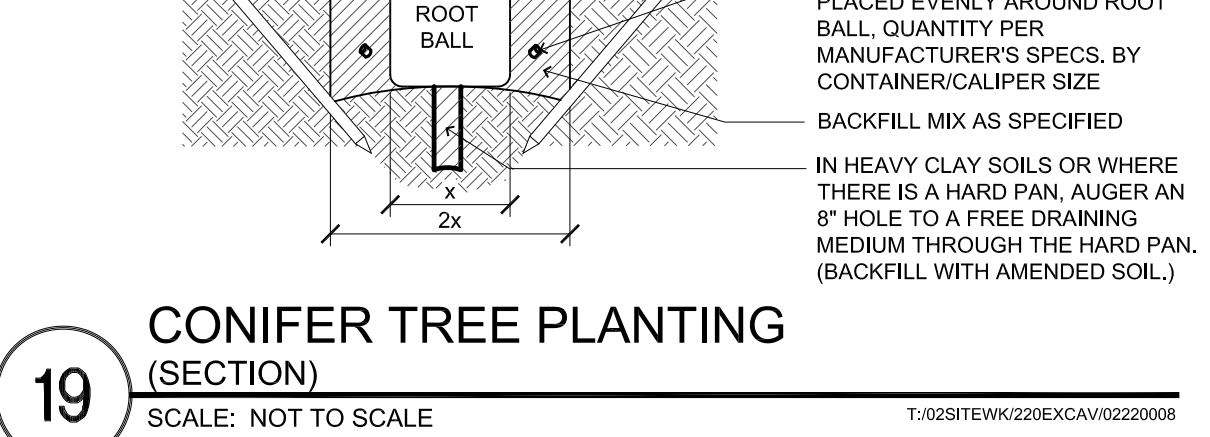 ROOT
BALL
PLACED EVENLY AROUND ROOT
BALL, QUANTITY PER
MANUFACTURER'S SPECS. BY
CONTAINER/CALIPER SIZE
BACKFILL MIX AS SPECIFIED
IN HEAVY CLAY SOILS OR WHERE
THERE IS A HARD PAN, AUGER AN
8" HOLE TO A FREE DRAINING
MEDIUM THROUGH THE HARD PAN.
(BACKFILL WITH AMENDED SOIL.)
x
2x
19
CONIFER TREE PLANTING
(SECTION)
SCALE: NOT TO SCALE
T:/02SITEWK/220EXCAV/02220008